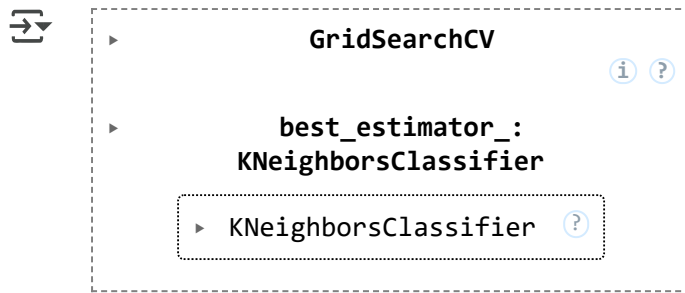 GridSearchCV
i ?
best_estimator_:
KNeighborsClassifier
KNeighborsClassifier ?